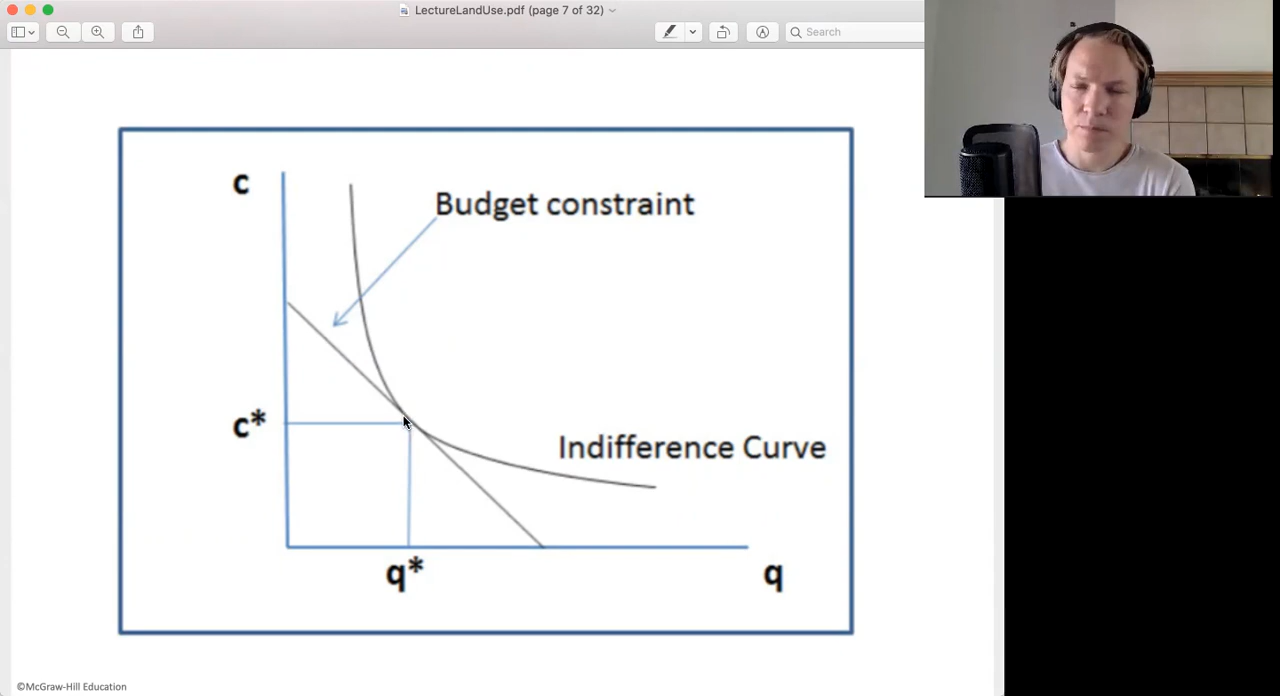 LectureLandUse.pdf (page 7 of 32)
Search
c
Budget constraint
c*
Indifference Curve
q*
q
©McGraw-Hill Education